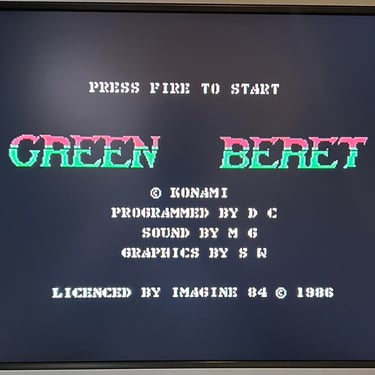 PRESS FIRE TO START
GREEN BERET
© KONAMI
PROGRAMMED BY D C
SOUND BY M G
GRAPHICS BY S W
LICENCED BY IMAGINE 84 © 1986